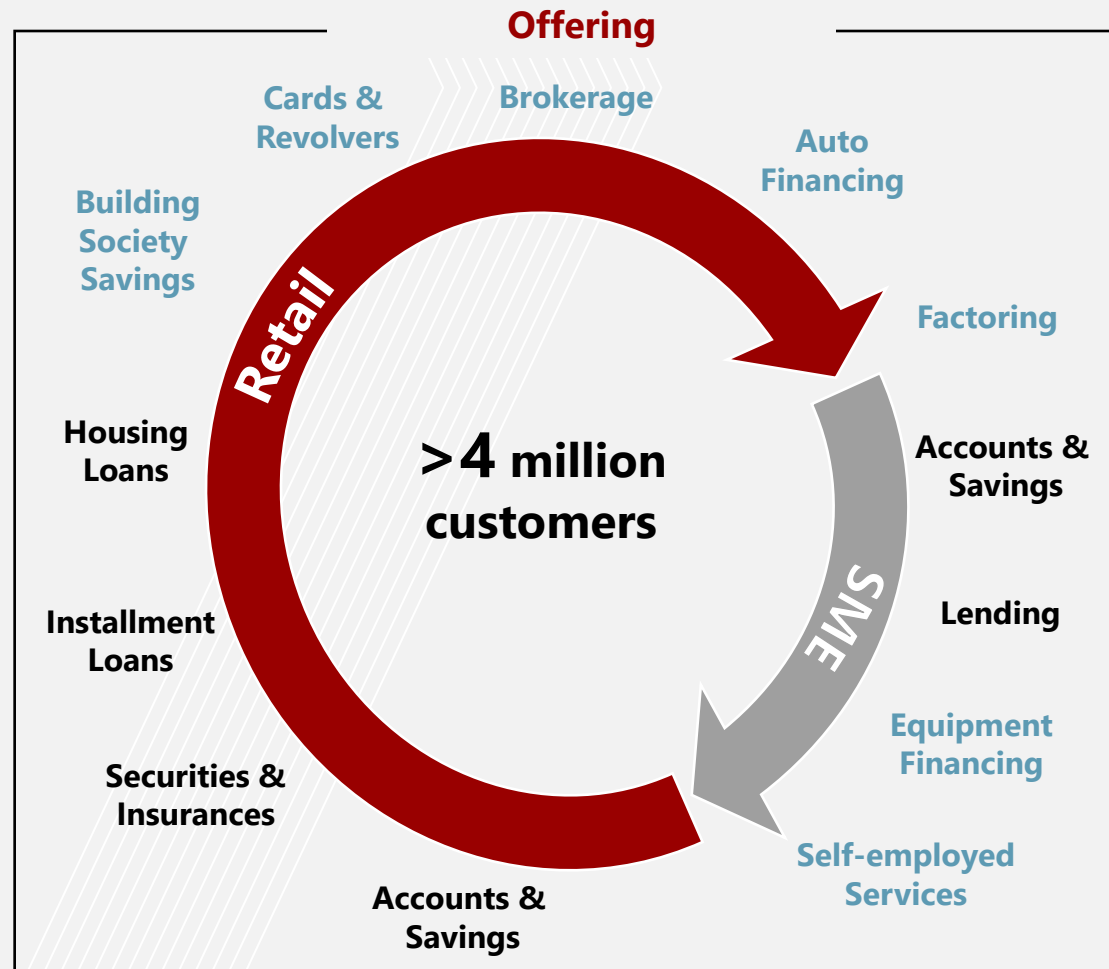 Offering
Cards &
Revolvers
Brokerage
Auto
Financing
Building
Society
Savings
Retail
Factoring
Housing
Loans
>4 million
customers
Accounts &
Savings
SME
Lending
Installment
Loans
Equipment
Financing
Securities &
Insurances
Self-employed
Services
Accounts &
Savings